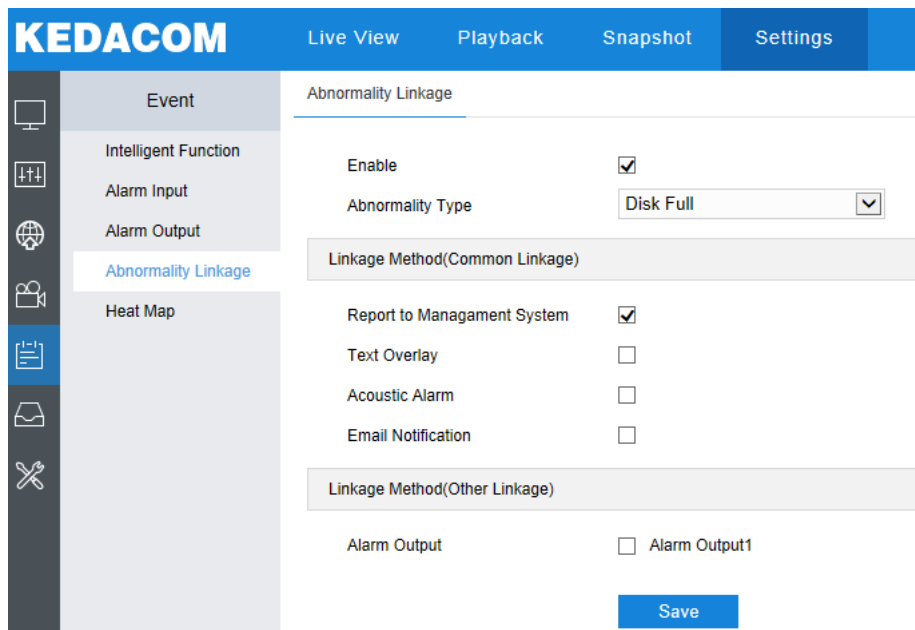 KEDACOM Live View Playback Snapshot Settings
Event
Intelligent Function
Alarm Input
Alarm Output
Abnormality Linkage
Heat Map
Abnormality Linkage
Enable
Abnormality Type Disk Full
Linkage Method(Common Linkage)
Report to Managament System
Text Overlay
Acoustic Alarm
Email Notification
Linkage Method(Other Linkage)
Alarm Output Alarm Output1
Save